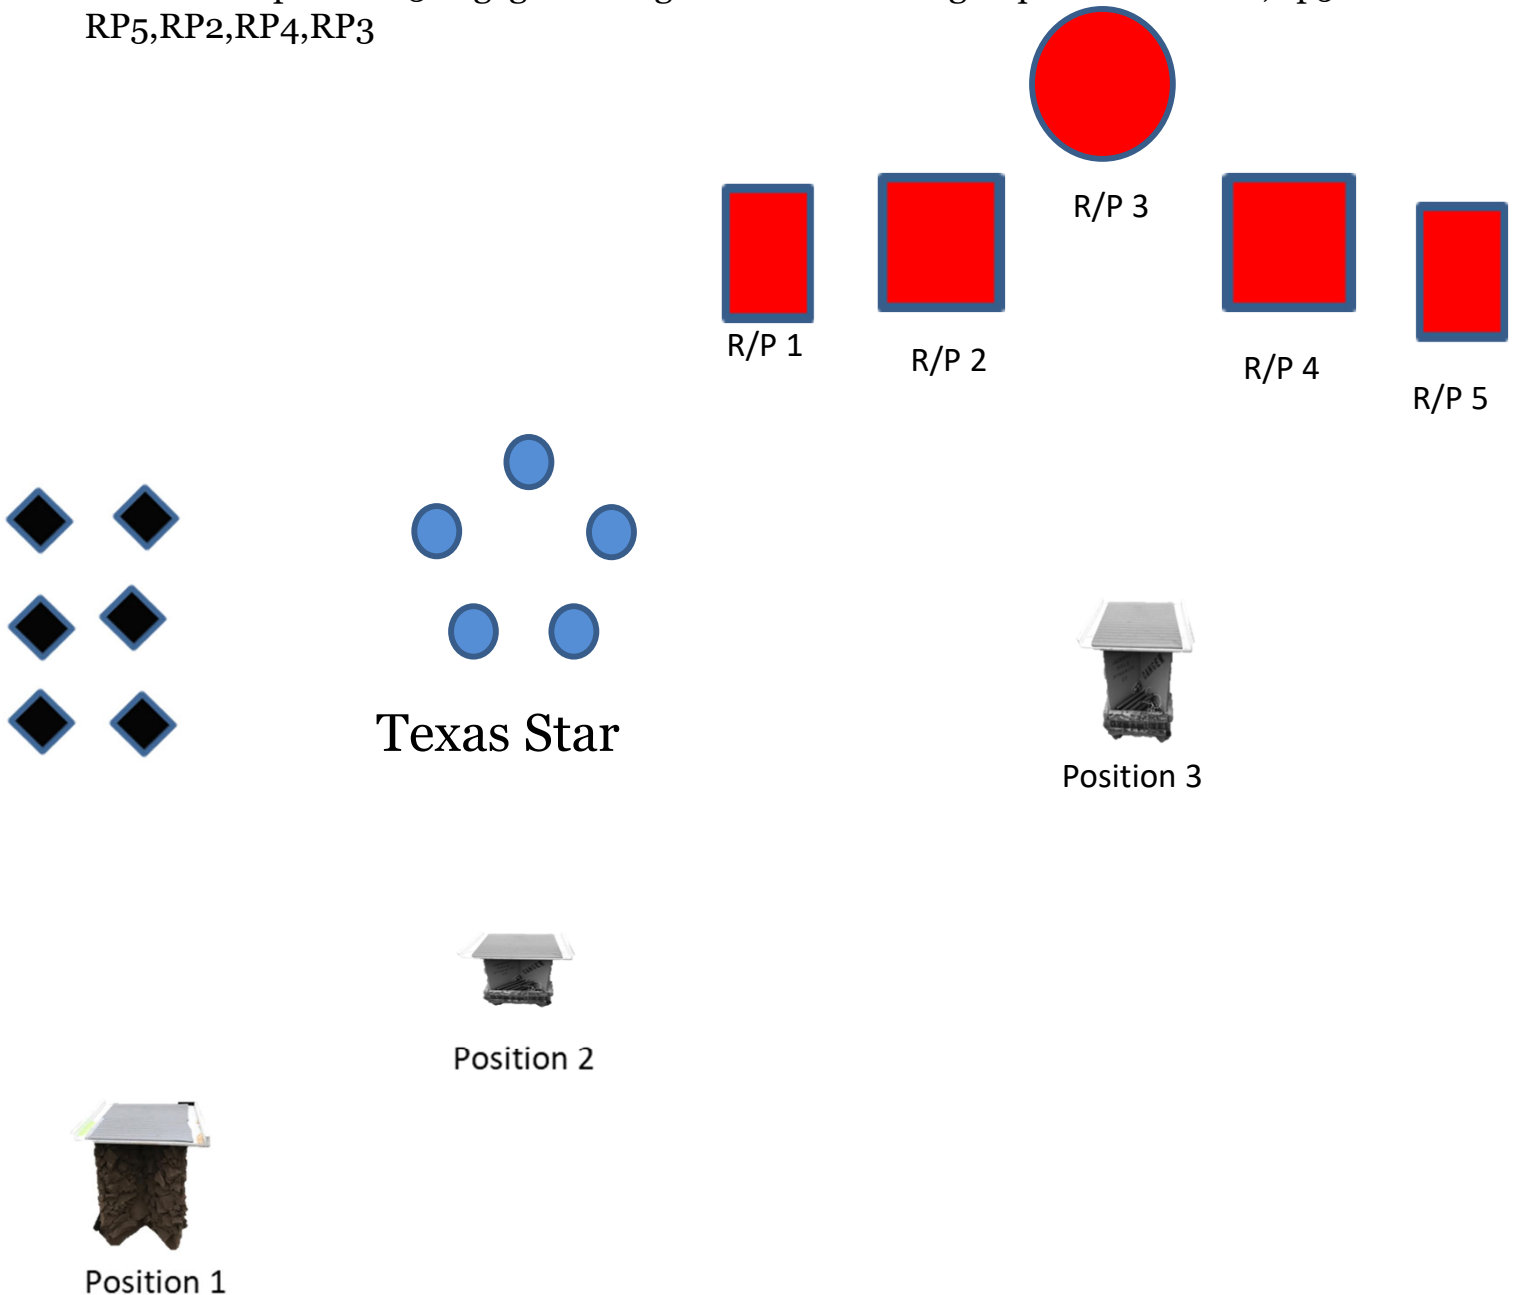 RP5,RP2,RP4,RP3
R/P 3
R/P 1
R/P 2
R/P 4
R/P 5
Texas Star
Position 3
Position 2
Position 1